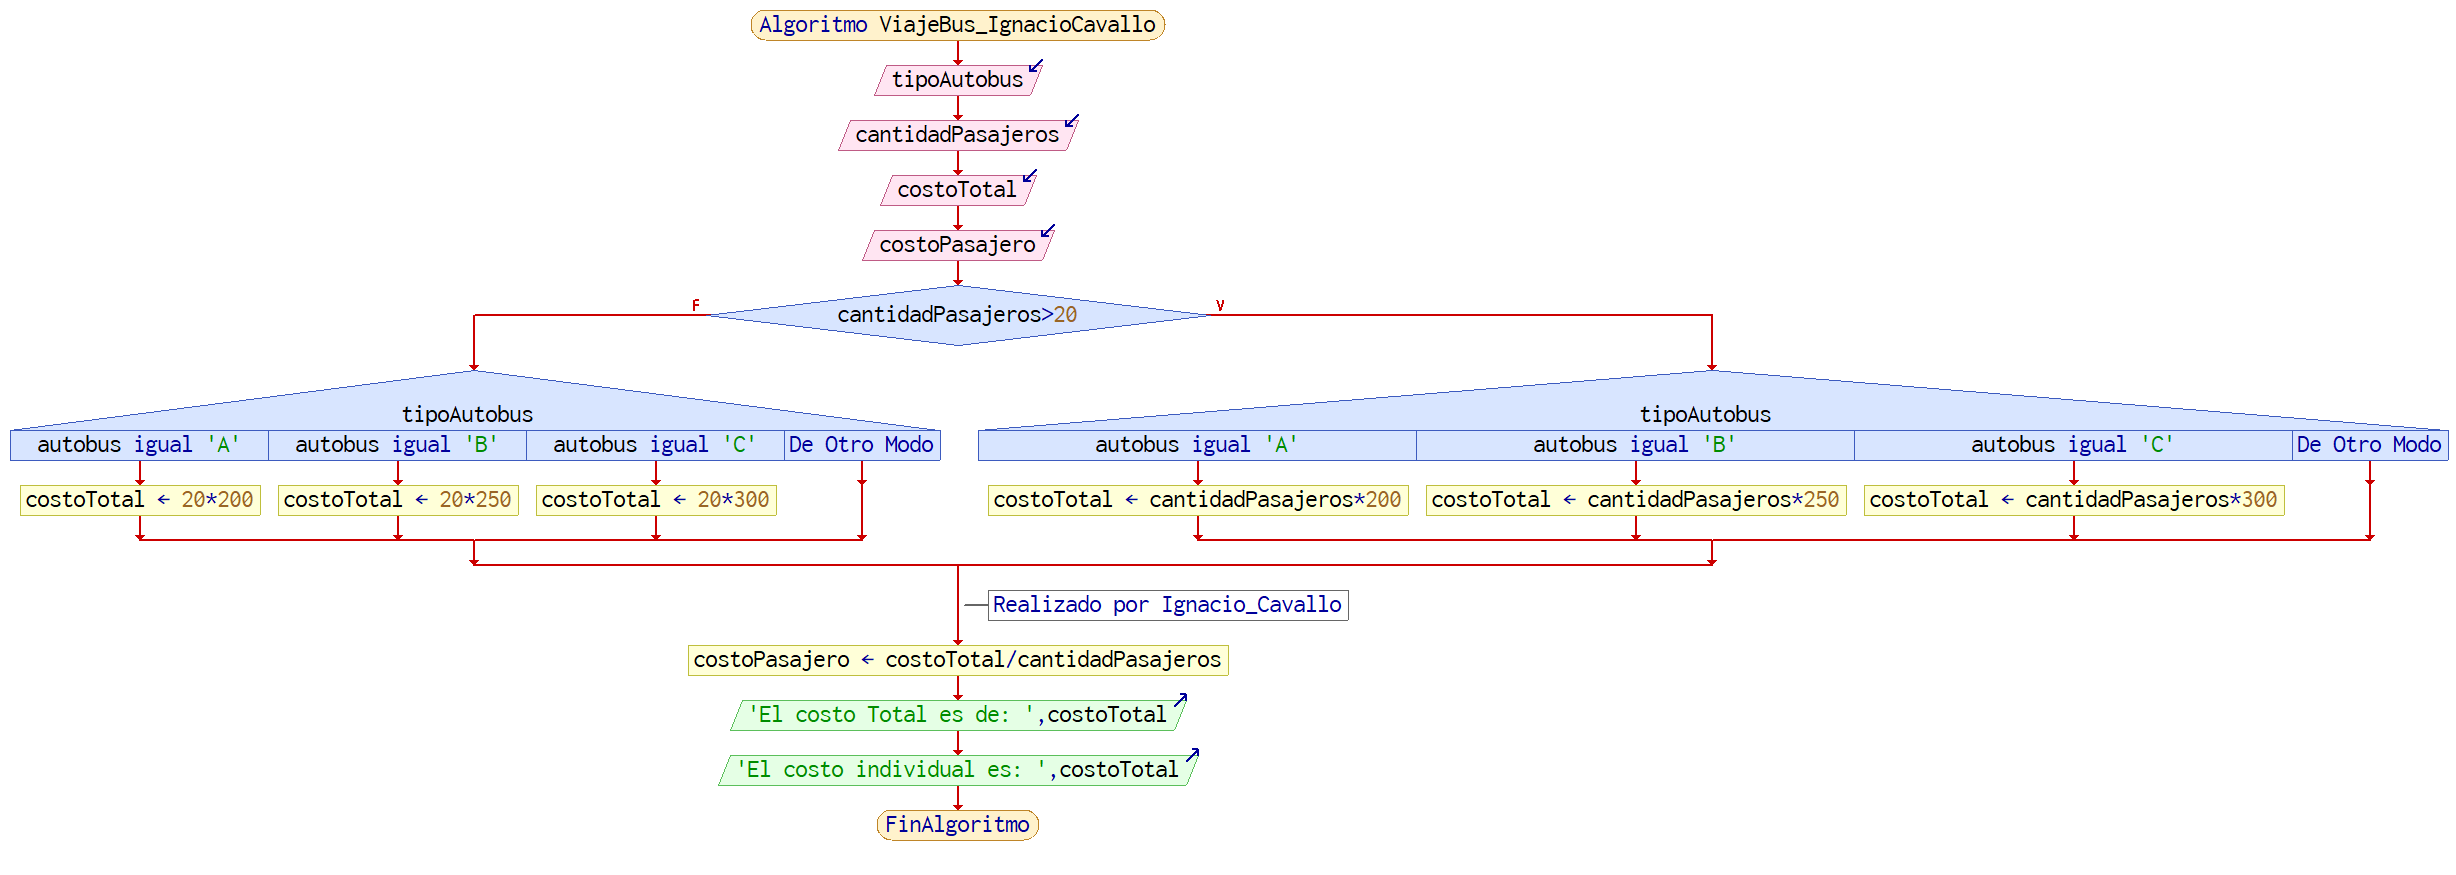 Algoritmo ViajeBus_IgnacioCavallo
tipoAutobus
cantidadPasajeros
costoTotal
costoPasajero
cantidadPasajeros>20
F
V
tipoAutobus
autobus igual 'A'
autobus igual 'B'
autobus igual 'C'
De Otro Modo
costoTotal ← 20*200
costoTotal ← 20*250
costoTotal ← 20*300
tipoAutobus
autobus igual 'A'
autobus igual 'B'
autobus igual 'C'
De Otro Modo
costoTotal ← cantidadPasajeros*200
costoTotal ← cantidadPasajeros*250
costoTotal ← cantidadPasajeros*300
Realizado por Ignacio_Cavallo
costoPasajero ← costoTotal/cantidadPasajeros
'El costo Total es de: ',costoTotal
'El costo individual es: ',costoTotal
FinAlgoritmo